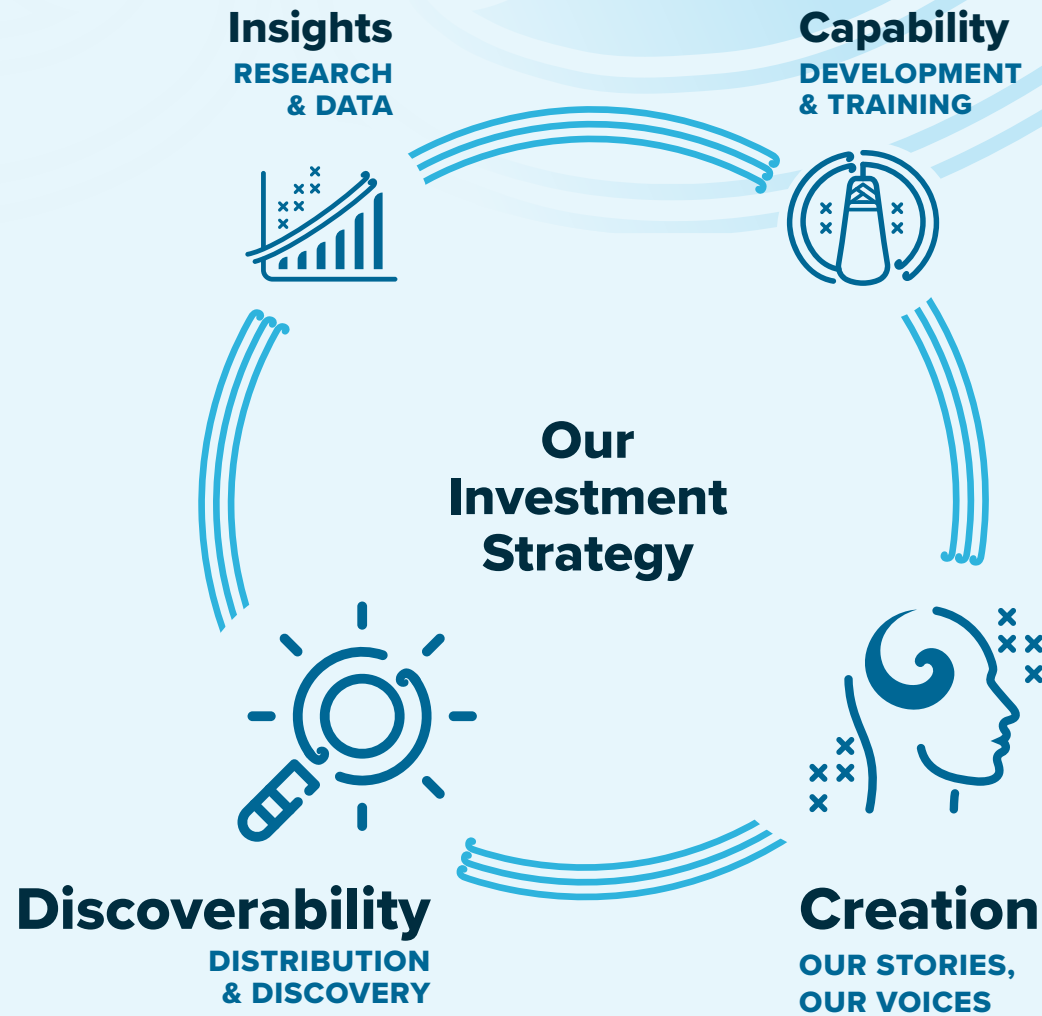 Insights
RESEARCH
& DATA
Capability
DEVELOPMENT
& TRAINING
Our
Investment
Strategy
Discoverability
DISTRIBUTION
& DISCOVERY
Creation
OUR STORIES,
OUR VOICES